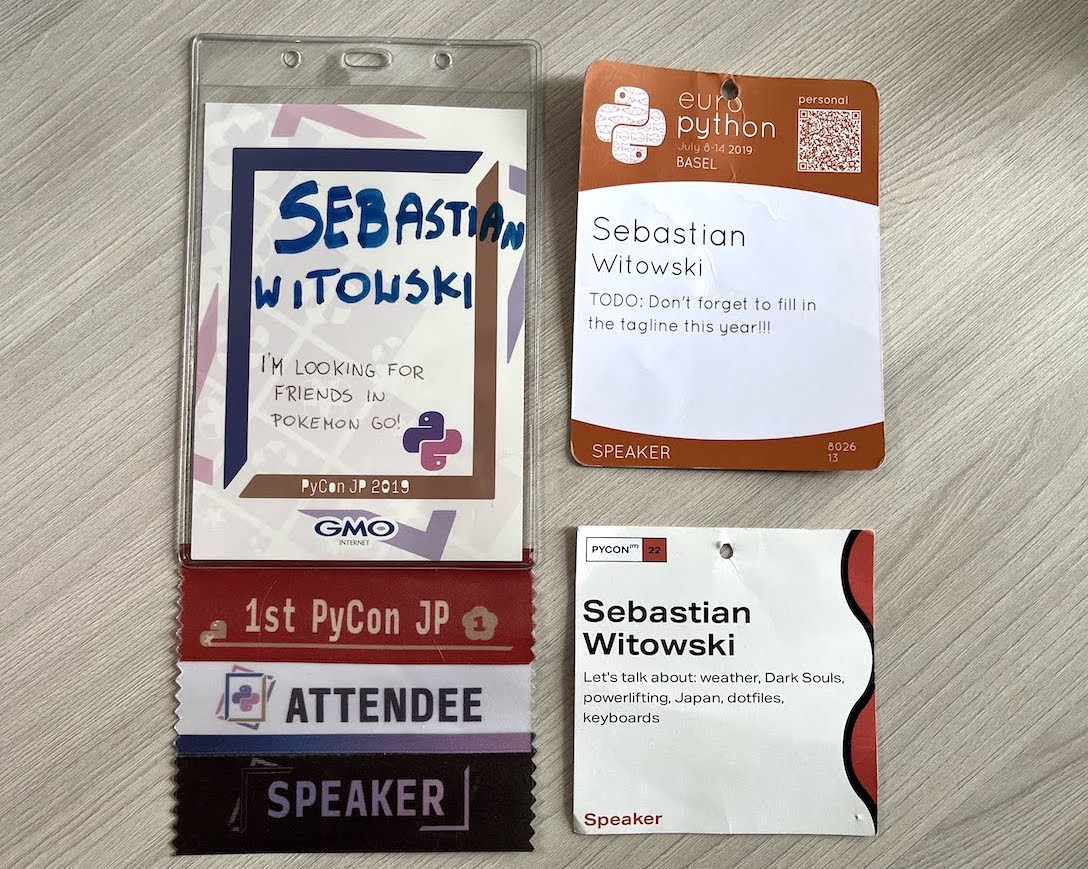 SEBASTIAN
WITOWSKI
I'M LOOKING FOR
FRIENDS IN
POKEMON GO!
PyCon JP 2019
GMO
INTERNET
1st PyCon JP 1
ATTENDEE
SPEAKER
euro
python
July 8-14 2019
BASEL
personal
Sebastian
Witowski
TODO: Don't forget to fill in
the tagline this year!!!
SPEAKER
8026
13
PYCON(IT) 22
Sebastian
Witowski
Let's talk about: weather, Dark Souls,
powerlifting, Japan, dotfiles,
keyboards
Speaker